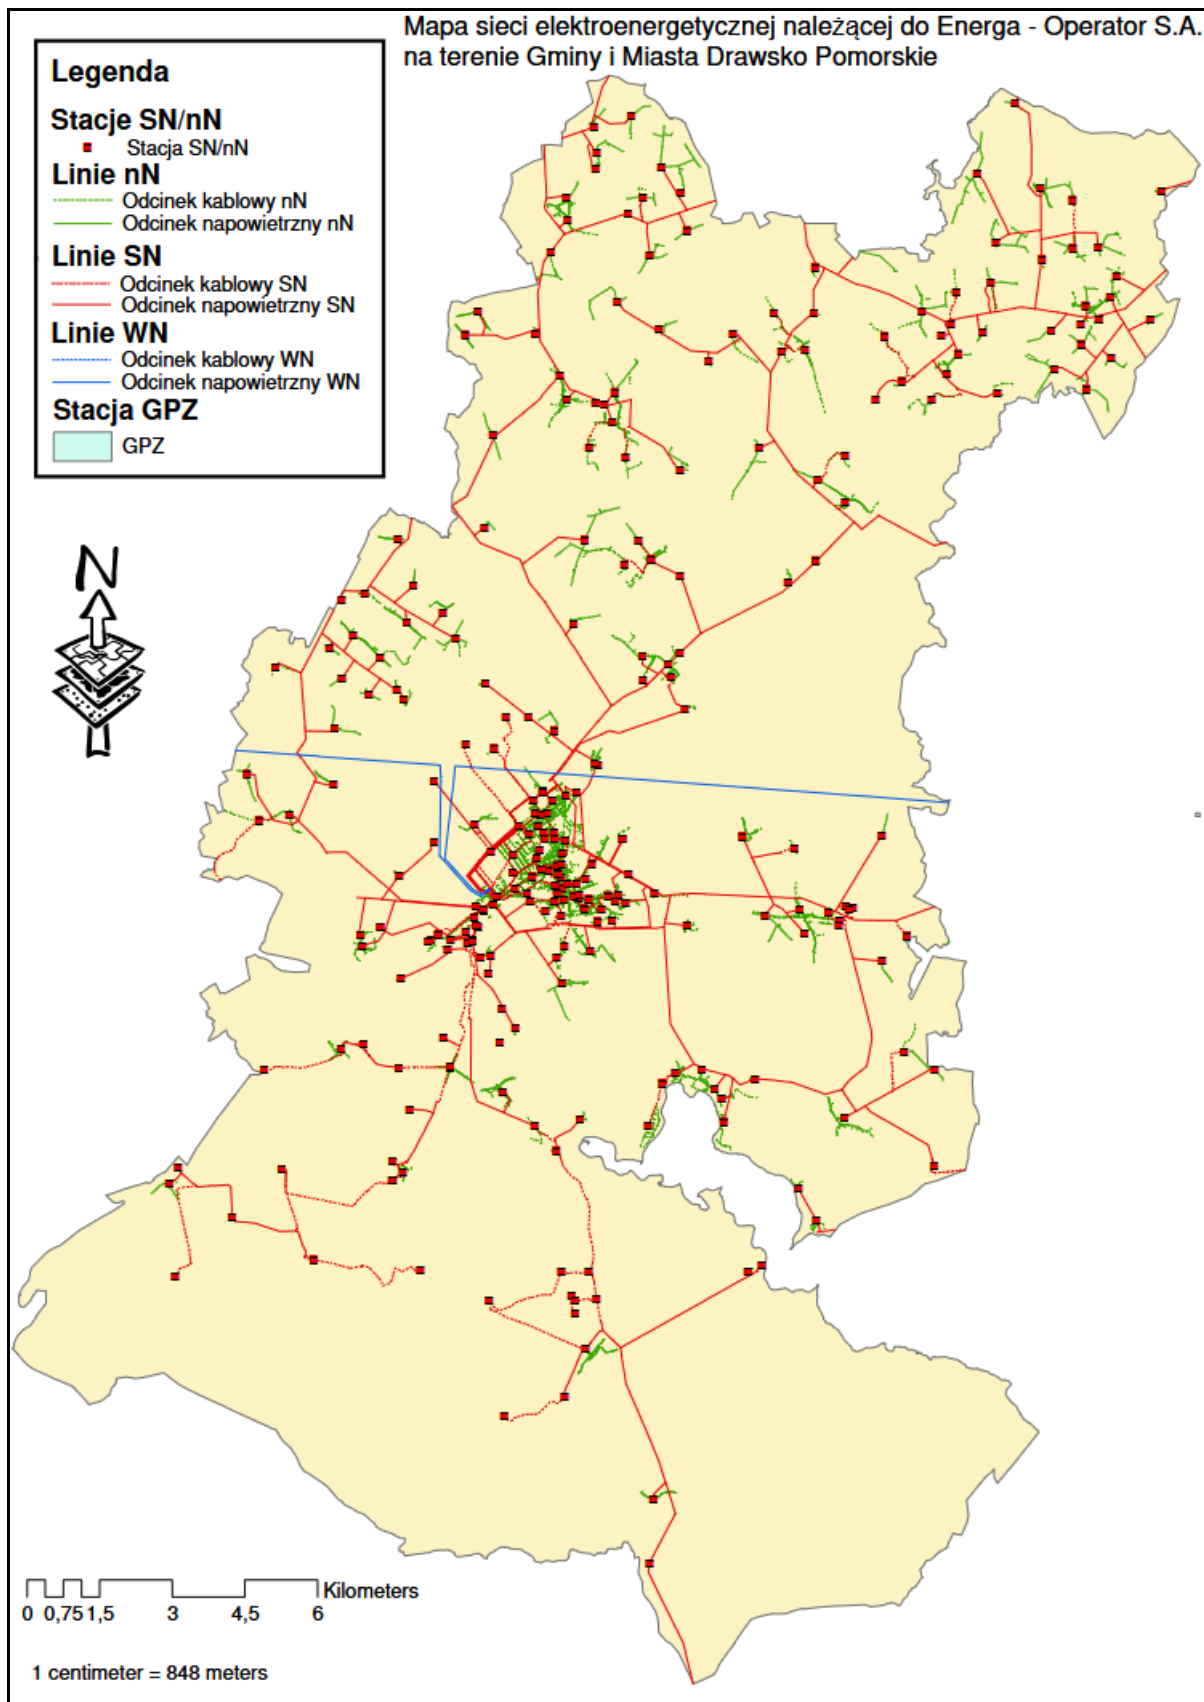 Mapa sieci elektroenergetycznej należącej do Energa - Operator S.A.
na terenie Gminy i Miasta Drawsko Pomorskie
Legenda
Stacje SN/nN
Stacja SN/nN
Linie nN
Odcinek kablowy nN
Odcinek napowietrzny nN
Linie SN
Odcinek kablowy SN
Odcinek napowietrzny SN
Linie WN
Odcinek kablowy WN
Odcinek napowietrzny WN
Stacja GPZ
GPZ
N
Kilometers
0 0,75 1,5 3 4,5 6
1 centimeter = 848 meters